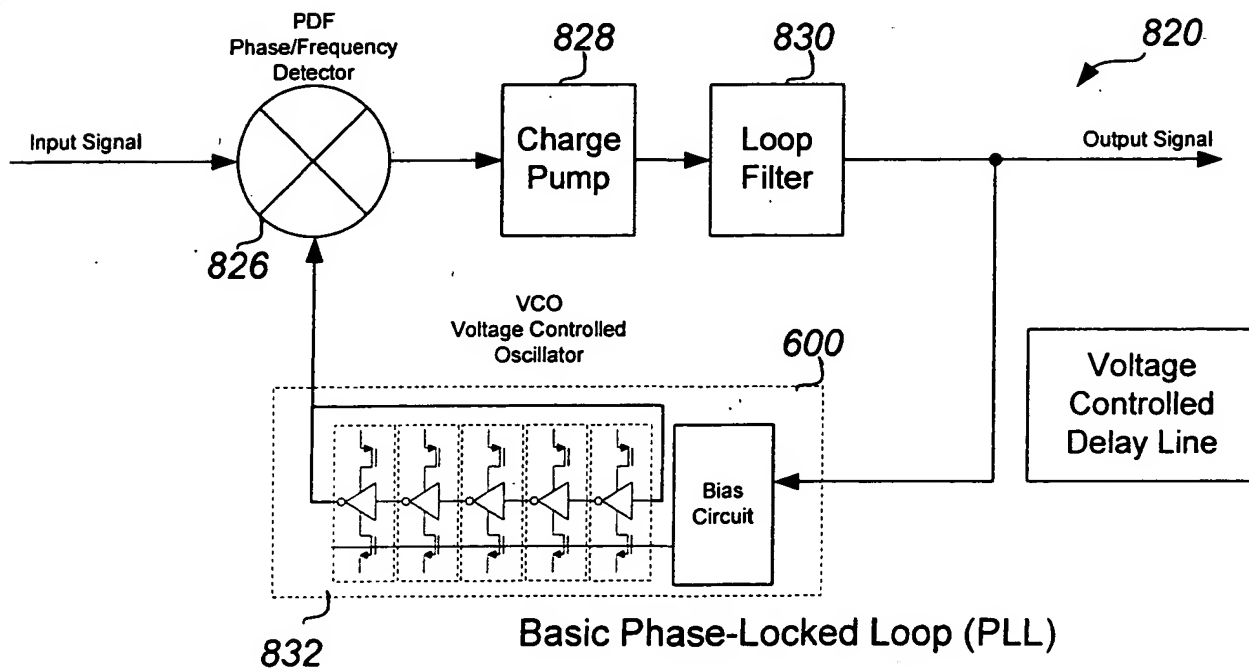 PDF
Phase/Frequency
Detector
828
830
820
Input Signal
Charge
Pump
Loop
Filter
Output Signal
826
VCO
Voltage Controlled
Oscillator
600
Voltage
Controlled
Delay Line
Bias
Circuit
832
Basic Phase-Locked Loop (PLL)